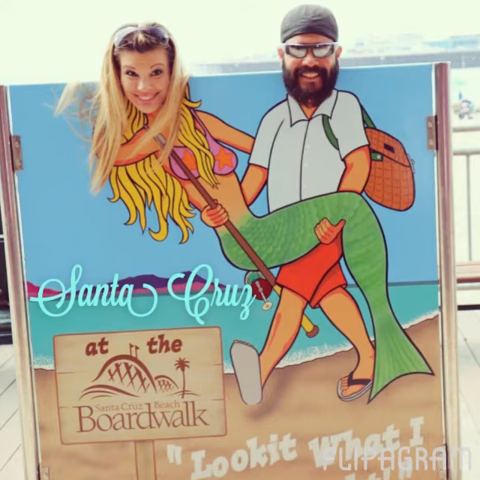 Santa Cruz
at the
Santa Cruz Beach
Boardwalk
"Lookit What I
FLIPAGRAM